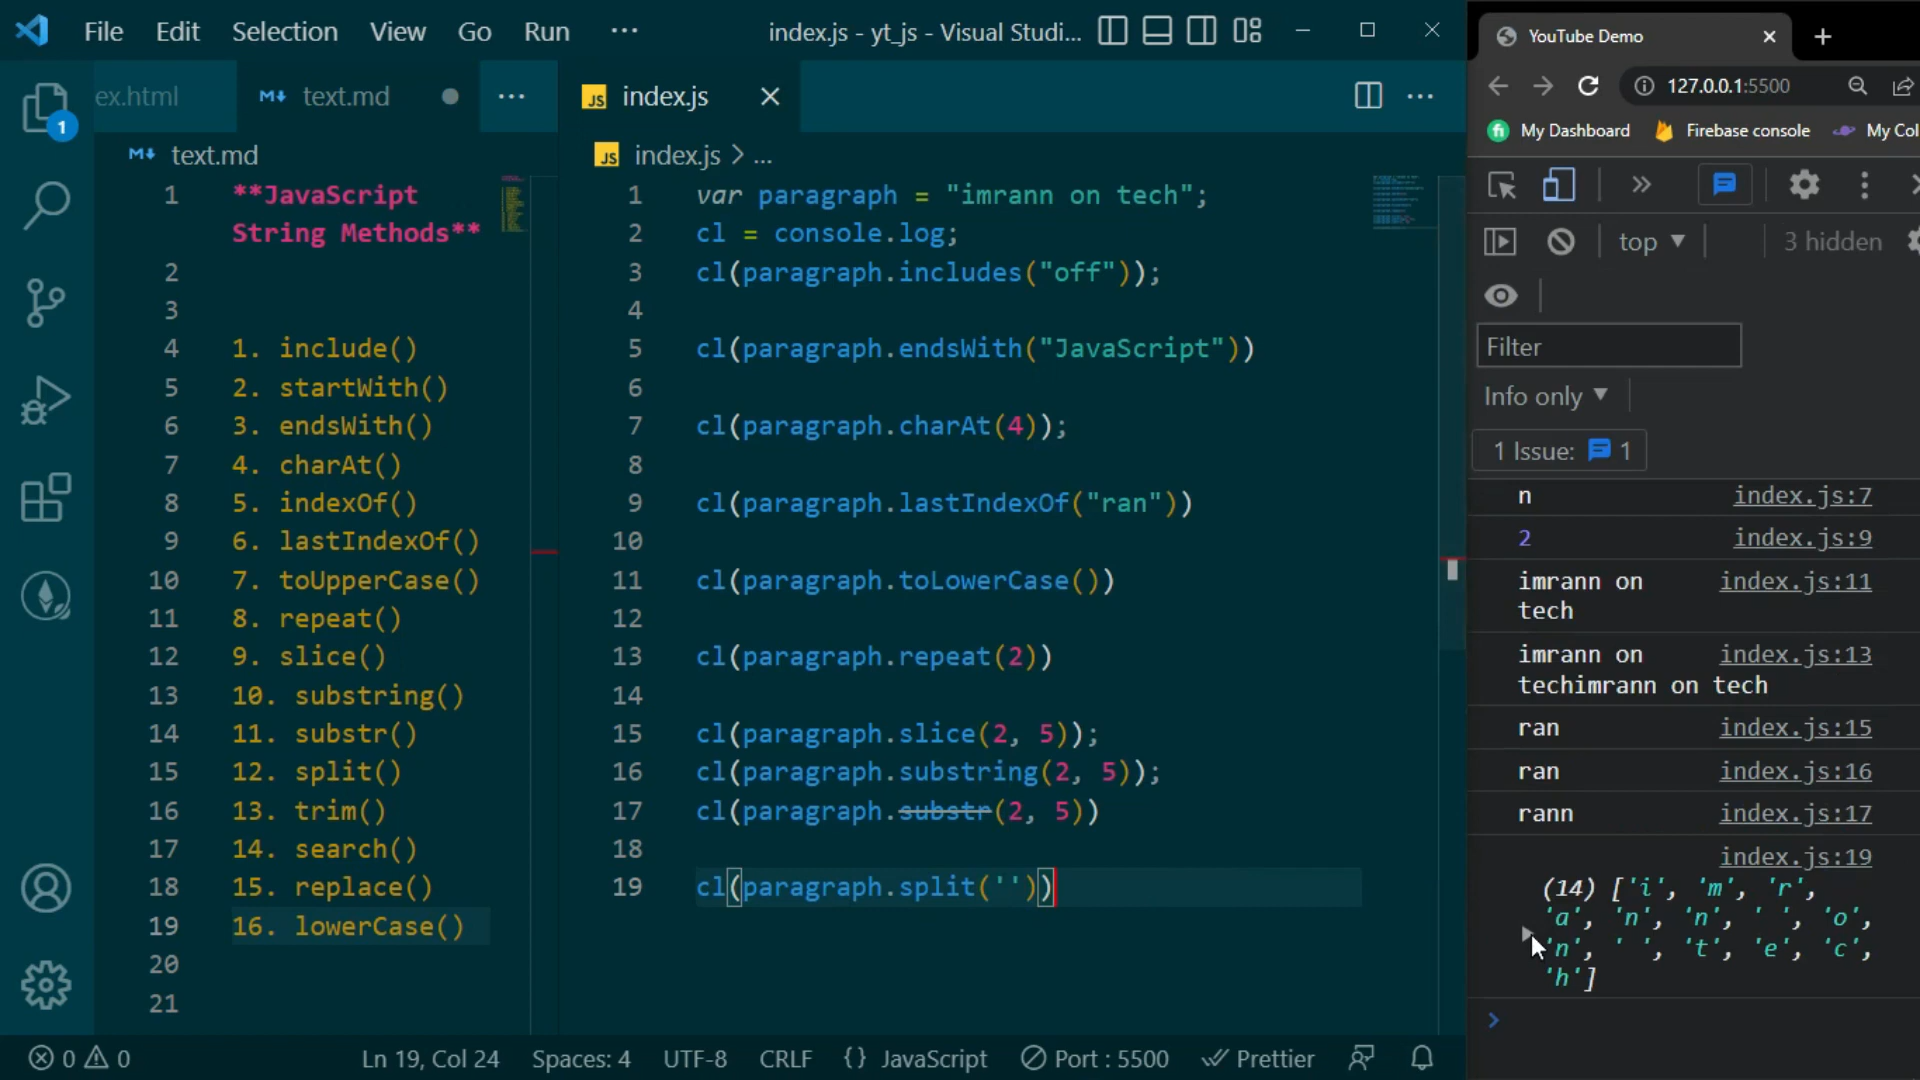 File Edit Selection View Go Run ··· index.js - yt_js - Visual Studi...
ex.html text.md ··· JS index.js
text.md
JS index.js > ...
1 **JavaScript
String Methods**
2
3
4 1. include()
5 2. startWith()
6 3. endsWith()
7 4. charAt()
8 5. indexOf()
9 6. lastIndexOf()
10 7. toUpperCase()
11 8. repeat()
12 9. slice()
13 10. substring()
14 11. substr()
15 12. split()
16 13. trim()
17 14. search()
18 15. replace()
19 16. lowerCase()
20
21
1 var paragraph = "imrann on tech";
2 cl = console.log;
3 cl(paragraph.includes("off"));
4
5 cl(paragraph.endsWith("JavaScript"))
6
7 cl(paragraph.charAt(4));
8
9 cl(paragraph.lastIndexOf("ran"))
10
11 cl(paragraph.toLowerCase())
12
13 cl(paragraph.repeat(2))
14
15 cl(paragraph.slice(2, 5));
16 cl(paragraph.substring(2, 5));
17 cl(paragraph.substr(2, 5))
18
19 cl(paragraph.split(''))
1
0 0 Ln 19, Col 24 Spaces: 4 UTF-8 CRLF {} JavaScript Port : 5500 Prettier
YouTube Demo
127.0.0.1:5500
fi My Dashboard Firebase console My Col
top ▼ 3 hidden
Filter
Info only ▼
1 Issue: 1
n index.js:7
2 index.js:9
imrann on index.js:11
tech
imrann on index.js:13
techimrann on tech
ran index.js:15
ran index.js:16
rann index.js:17
index.js:19
(14) ['i', 'm', 'r',
'a', 'n', 'n', ' ', 'o',
'n', ' ', 't', 'e', 'c',
'h']